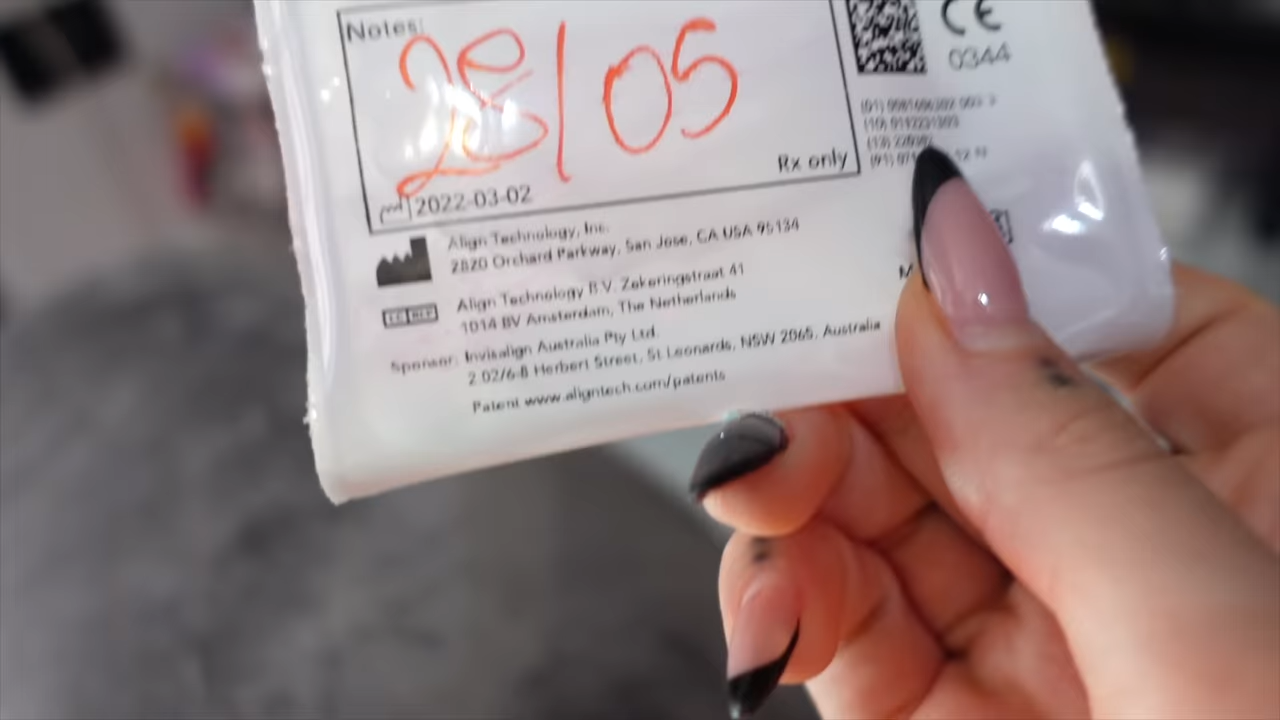 Notes:
28/05
2022-03-02
Rx only
Align Technology, Inc.
2820 Orchard Parkway, San Jose, CA USA 95134
Align Technology B.V. Zekeringstraat 41
1014 BV Amsterdam, The Netherlands
Sponsor: Invisalign Australia Pty Ltd.
2.02/6-8 Herbert Street, St Leonards, NSW 2065, Australia
Patent www.aligntech.com/patents
CE
0344